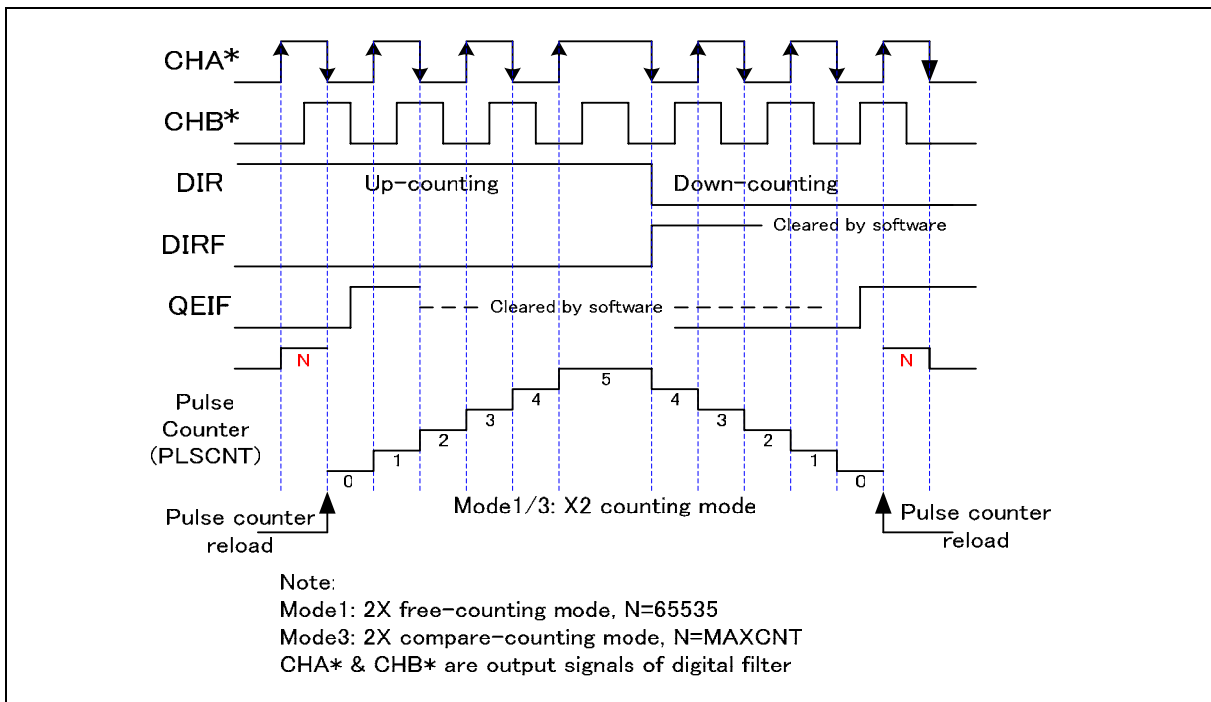 CHA*
CHB*
DIR
Up-counting
Down-counting
DIRF
Cleared by software
QEIF
Cleared by software
N
N
Pulse
Counter
(PLSCNT)
0
1
2
3
4
5
4
3
2
1
0
Mode1/3: X2 counting mode
Pulse counter
reload
Pulse counter
reload
Note:
Mode1: 2X free-counting mode, N=65535
Mode3: 2X compare-counting mode, N=MAXCNT
CHA* & CHB* are output signals of digital filter